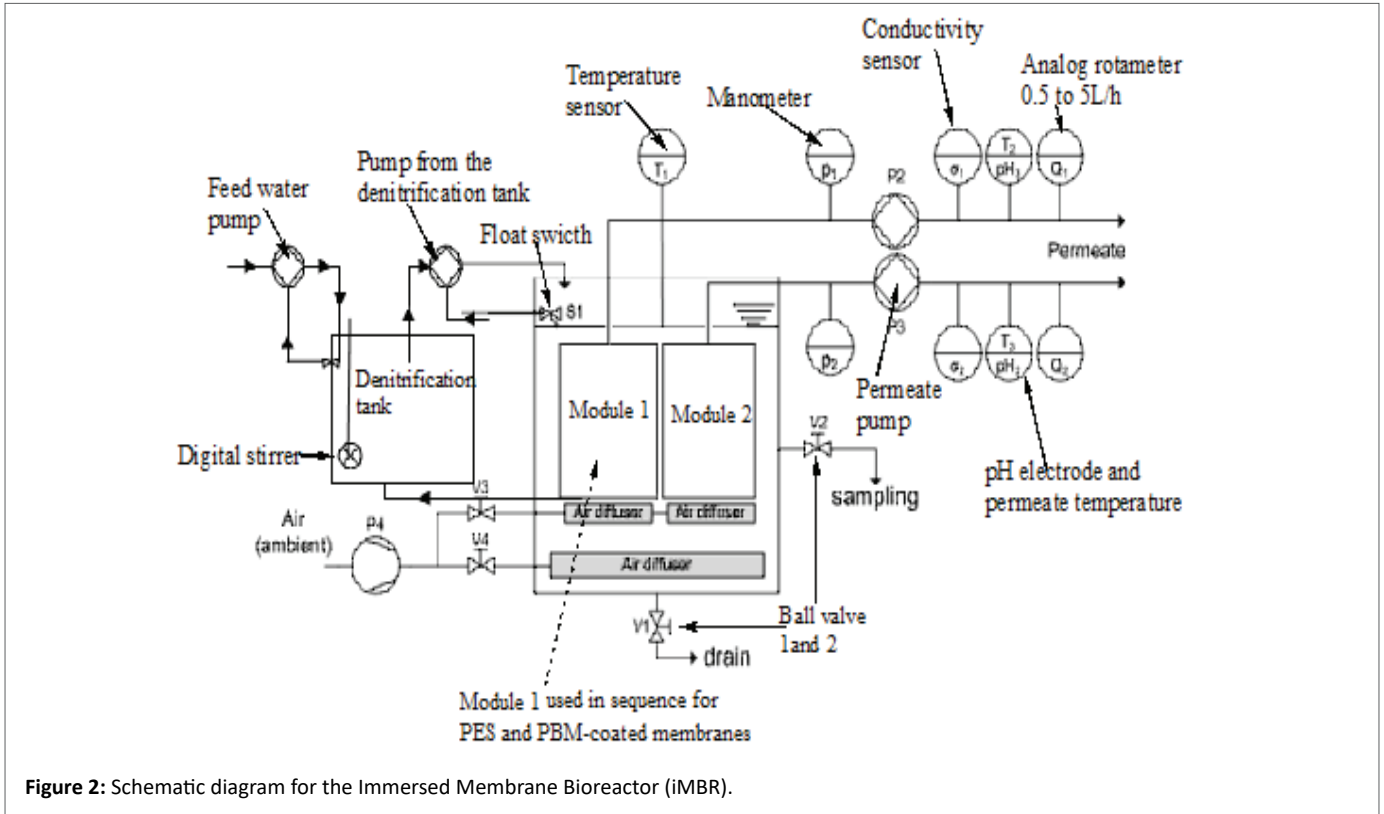 Conductivity
sensor
Analog rotameter
0.5 to 5L/h
Temperature
sensor
Manometer
Pump from the
denitrification tank
Feed water
pump
Float swicth
T1
p1
P2
σ1
T2
pH1
Q1
Permeate
S1
P3
p2
σ2
T3
pH2
Q2
Denitrification
tank
Module 1
Module 2
Permeate
pump
V2
Digital stirrer
sampling
pH electrode and
permeate temperature
V3
Air diffuser
Air diffuser
Air
(ambient)
P4
V4
Air diffuser
V1
Ball valve
1and 2
drain
Module 1 used in sequence for
PES and PBM-coated membranes
Figure 2: Schematic diagram for the Immersed Membrane Bioreactor (iMBR).